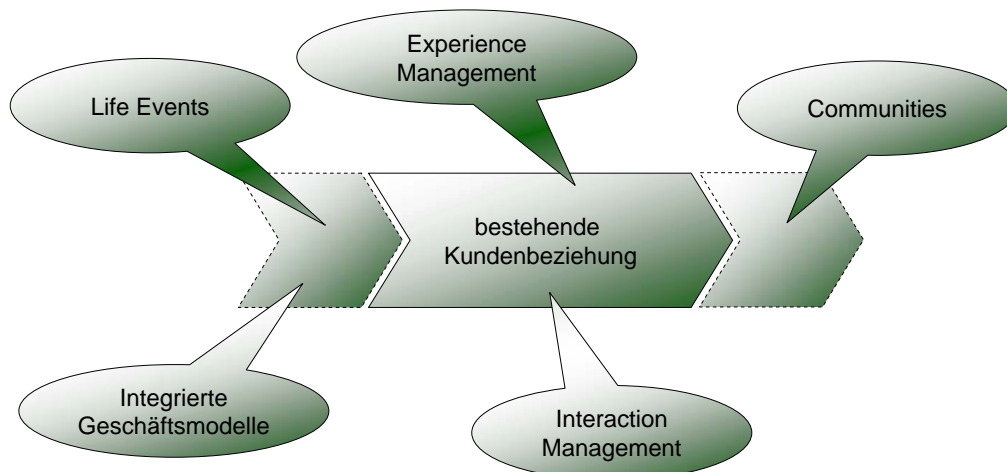 Experience
Management
Life Events
Communities
bestehende
Kundenbeziehung
Integrierte
Geschäftsmodelle
Interaction
Management